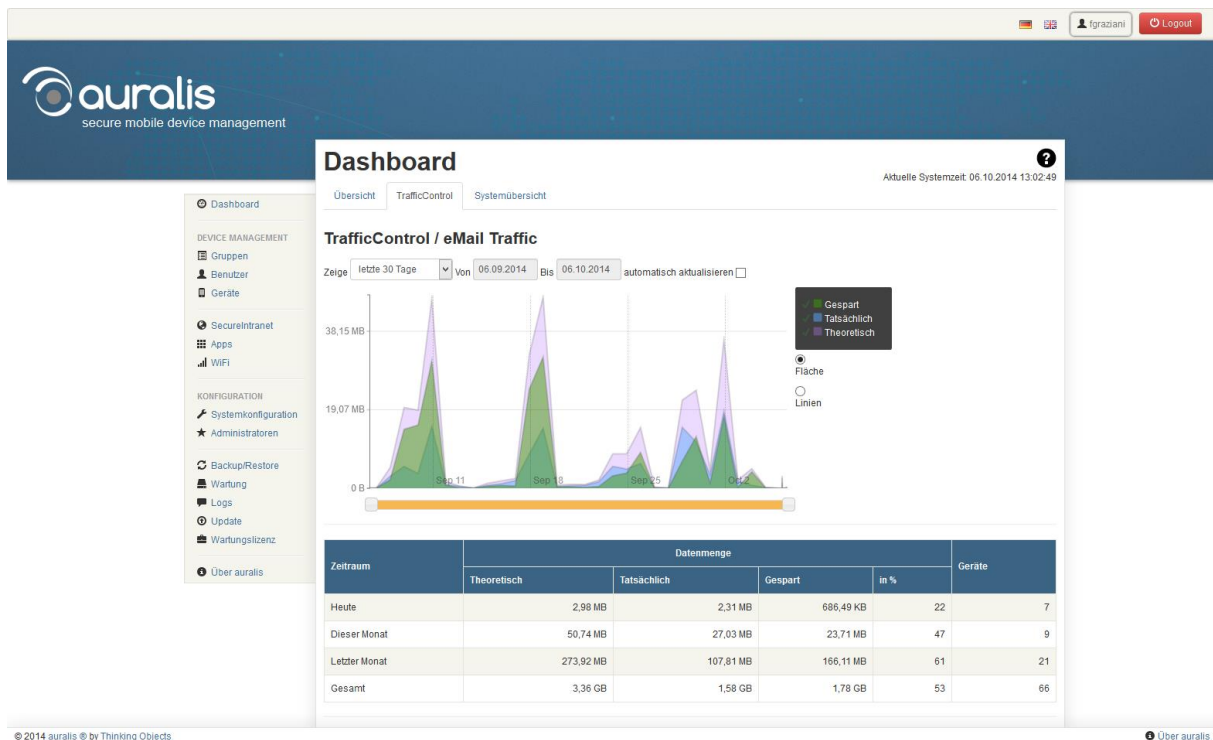 fgraziani
Logout
auralis
secure mobile device management
Dashboard
Aktuelle Systemzeit: 06.10.2014 13:02:49
Übersicht
TrafficControl
Systemübersicht
Dashboard
DEVICE MANAGEMENT
Gruppen
Benutzer
Geräte
SecureIntranet
Apps
WiFi
KONFIGURATION
Systemkonfiguration
Administratoren
Backup/Restore
Wartung
Logs
Update
Wartungslizenz
Über auralis
TrafficControl / eMail Traffic
Zeige letzte 30 Tage Von 06.09.2014 Bis 06.10.2014 automatisch aktualisieren
38,15 MB
19,07 MB
0 B
Sep 11 Sep 18 Sep 25 Oct 2
Gespart
Tatsächlich
Theoretisch
Fläche
Linien
Zeitraum Datenmenge Geräte
Theoretisch Tatsächlich Gespart in %
Heute 2,98 MB 2,31 MB 686,49 KB 22 7
Dieser Monat 50,74 MB 27,03 MB 23,71 MB 47 9
Letzter Monat 273,92 MB 107,81 MB 166,11 MB 61 21
Gesamt 3,36 GB 1,58 GB 1,78 GB 53 66
© 2014 auralis ® by Thinking Objects
Über auralis